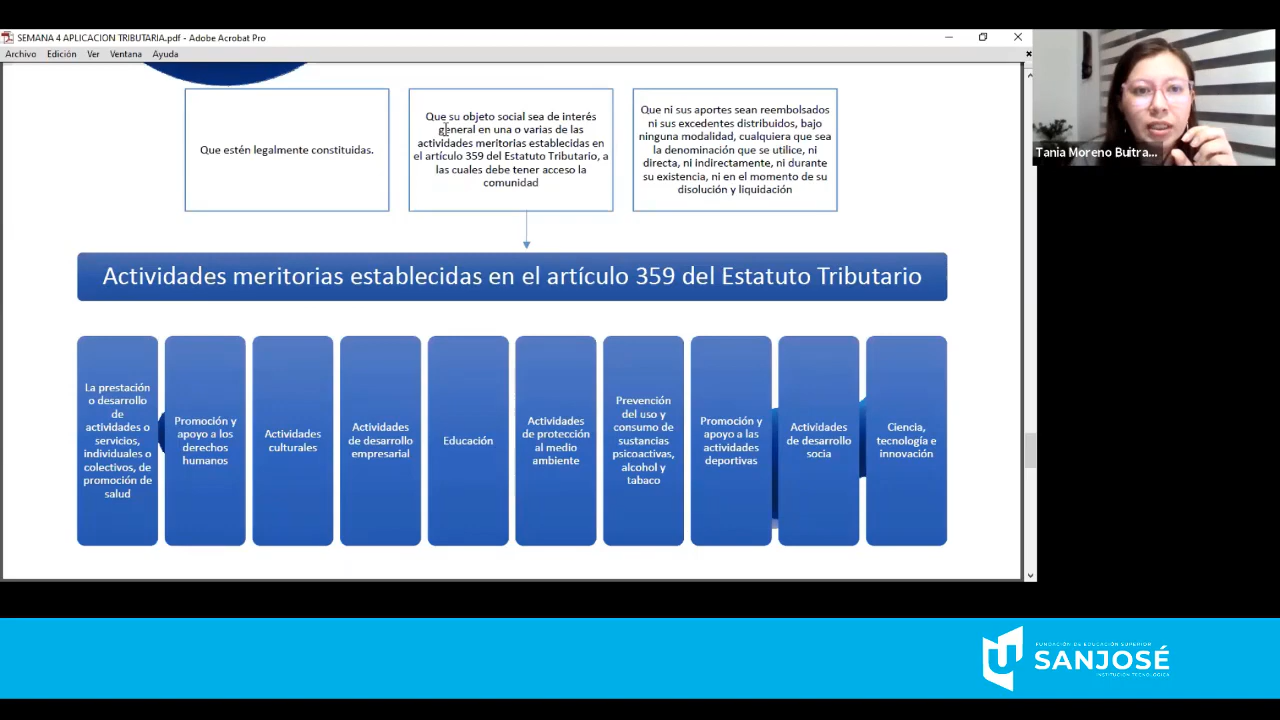 SEMANA 4 APLICACION TRIBUTARIA.pdf - Adobe Acrobat Pro
Archivo Edición Ver Ventana Ayuda
Que estén legalmente constituidas.
Que su objeto social sea de interés
general en una o varias de las
actividades meritorias establecidas en
el artículo 359 del Estatuto Tributario, a
las cuales debe tener acceso la
comunidad
Que ni sus aportes sean reembolsados
ni sus excedentes distribuidos, bajo
ninguna modalidad, cualquiera que sea
la denominación que se utilice, ni
directa, ni indirectamente, ni durante
su existencia, ni en el momento de su
disolución y liquidación
Tania Moreno Buitra...
Actividades meritorias establecidas en el artículo 359 del Estatuto Tributario
La prestación
o desarrollo
de
actividades o
servicios,
individuales o
colectivos, de
promoción de
salud
Promoción y
apoyo a los
derechos
humanos
Actividades
culturales
Actividades
de desarrollo
empresarial
Educación
Actividades
de protección
al medio
ambiente
Prevención
del uso y
consumo de
sustancias
psicoactivas,
alcohol y
tabaco
Promoción y
apoyo a las
actividades
deportivas
Actividades
de desarrollo
socia
Ciencia,
tecnología e
innovación
FUNDACIÓN DE EDUCACIÓN SUPERIOR
SANJOSÉ
INSTITUCIÓN TECNOLÓGICA